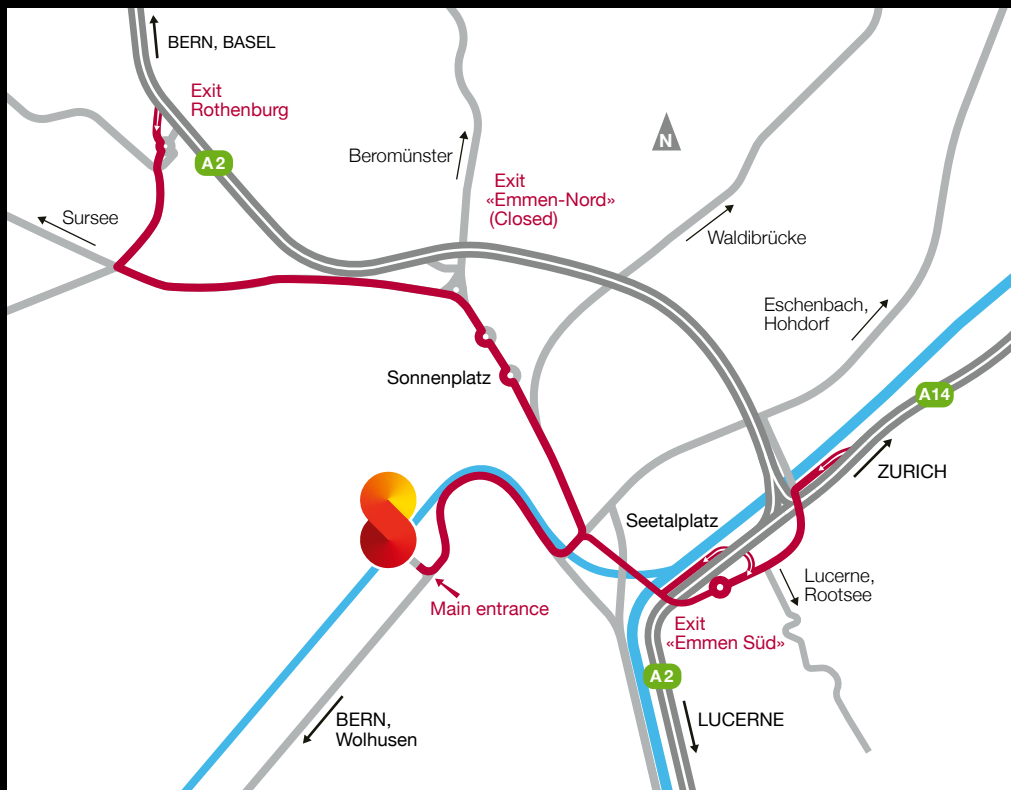 BERN, BASEL
Exit
Rothenburg
A2
Beromünster
N
Exit
«Emmen-Nord»
(Closed)
Sursee
Waldibrücke
Eschenbach,
Hohdorf
Sonnenplatz
A14
ZURICH
Seetalplatz
Lucerne,
Rootsee
Main entrance
Exit
«Emmen Süd»
A2
BERN,
Wolhusen
LUCERNE